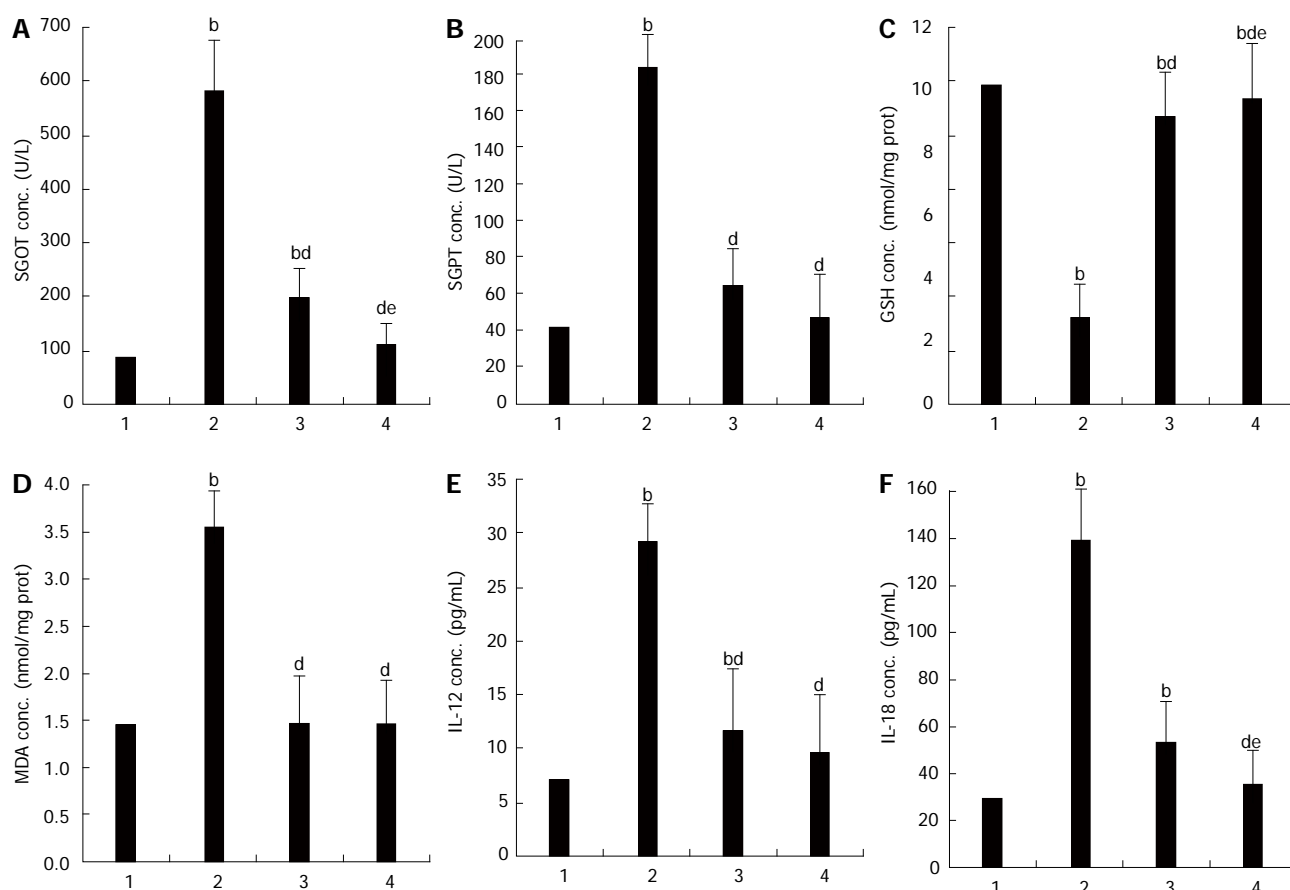 A
700
600
500
400
300
200
100
0
SGOT conc. (U/L)
b
bd
de
1 2 3 4
B
200
180
160
140
120
100
80
60
40
20
0
SGPT conc. (U/L)
b
d
d
1 2 3 4
C
12
10
8
6
4
2
0
GSH conc. (nmol/mg prot)
b
bd
bde
1 2 3 4
D
4.0
3.5
3.0
2.5
2.0
1.5
1.0
0.5
0.0
MDA conc. (nmol/mg prot)
b
d
d
1 2 3 4
E
35
30
25
20
15
10
5
0
IL-12 conc. (pg/mL)
b
bd
d
1 2 3 4
F
160
140
120
100
80
60
40
20
0
IL-18 conc. (pg/mL)
b
b
de
1 2 3 4